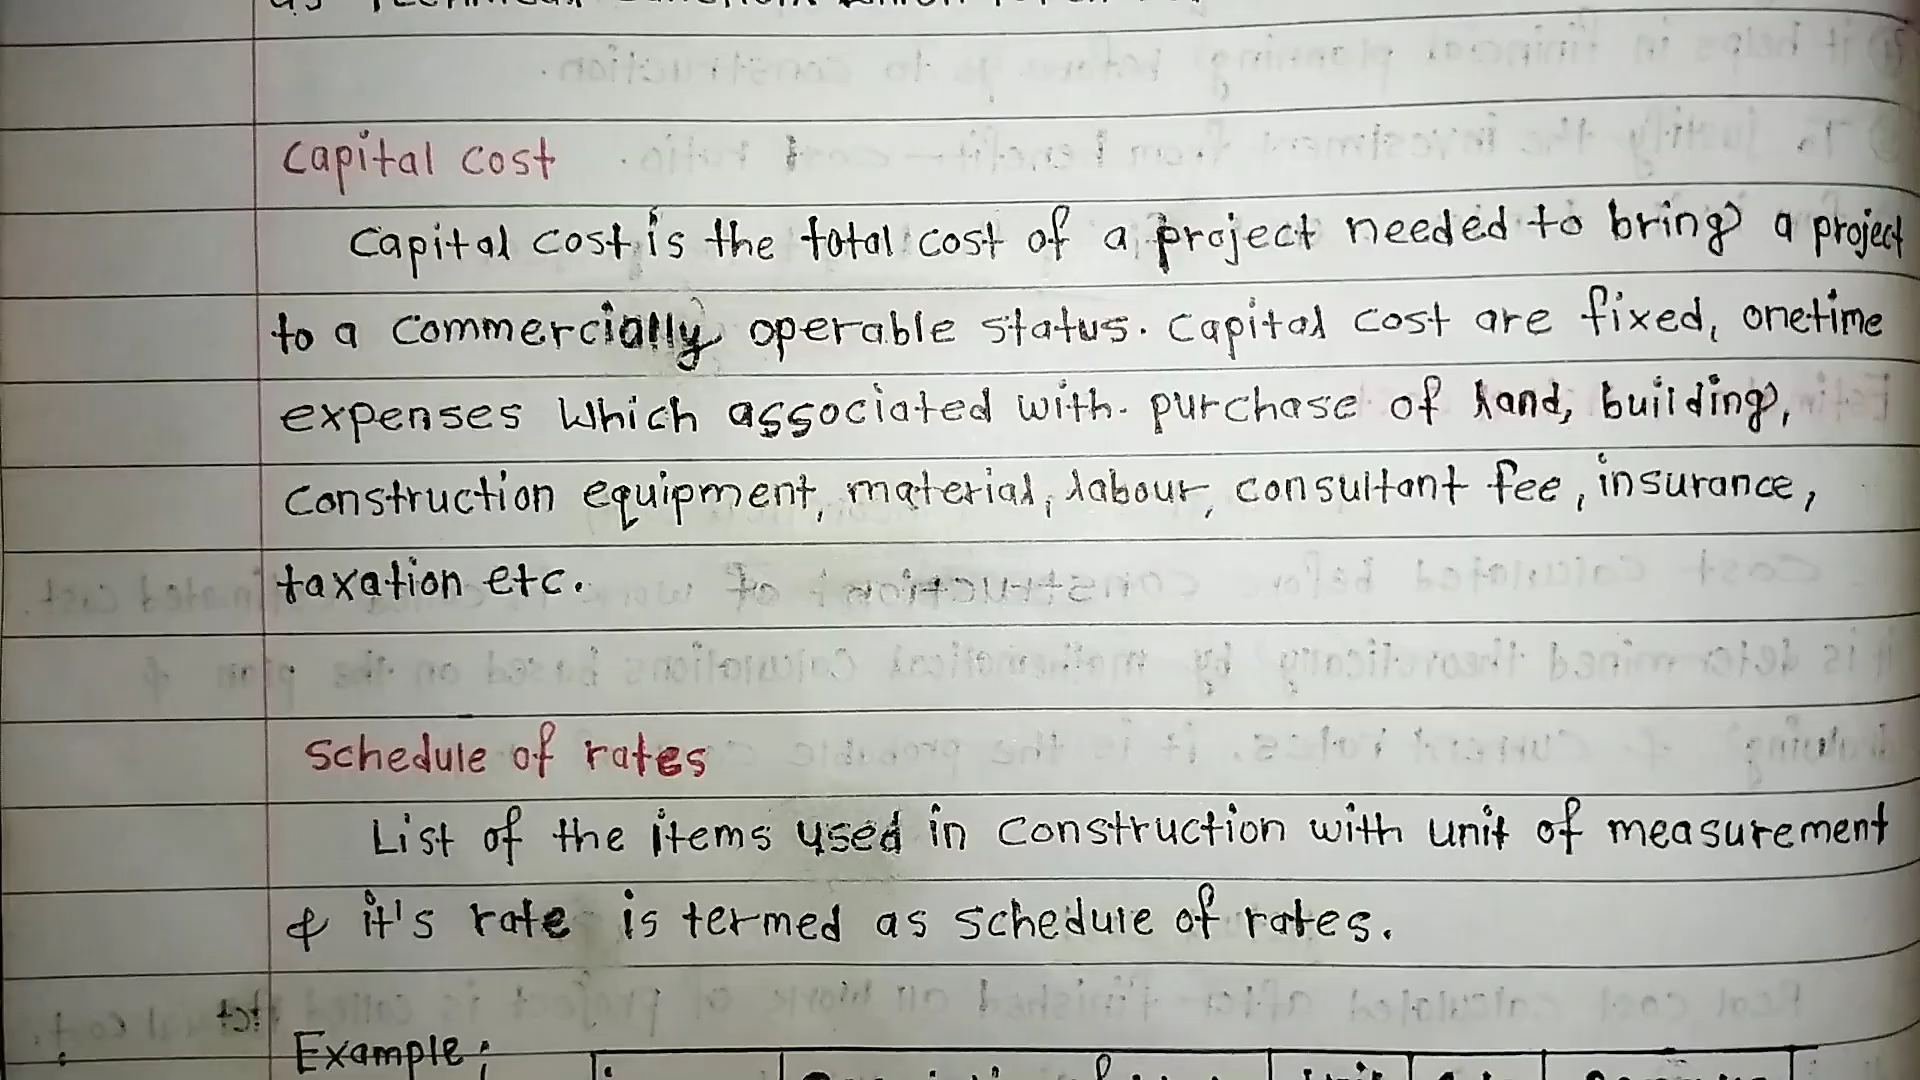 Capital cost
Capital cost is the total cost of a project needed to bring a project
to a commercially operable status. Capital cost are fixed, onetime
expenses which associated with purchase of land, building,
construction equipment, material, labour, consultant fee, insurance,
taxation etc.
Schedule of rates
List of the items used in construction with unit of measurement
& it's rate is termed as schedule of rates.
Example: